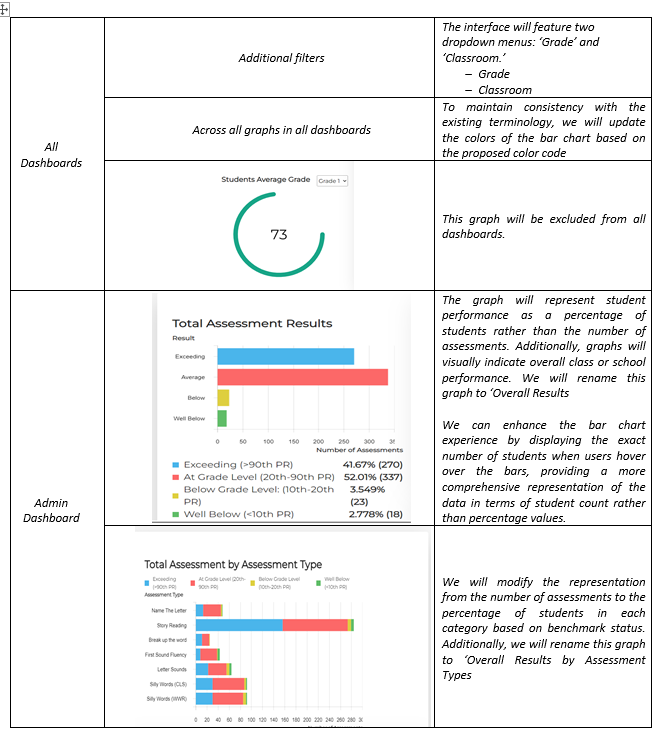 All
Dashboards
Additional filters
The interface will feature two
dropdown menus: ‘Grade’ and
‘Classroom.’
– Grade
– Classroom
Across all graphs in all dashboards
To maintain consistency with the
existing terminology, we will update
the colors of the bar chart based on
the proposed color code
Students Average Grade Grade 1
73
This graph will be excluded from all
dashboards.
Admin
Dashboard
Total Assessment Results
Result
Exceeding
Average
Below
Well Below
0 50 100 150 200 250 300
Number of Assessments
Exceeding (>90th PR) 41.67% (270)
At Grade Level (20th-90th PR) 52.01% (337)
Below Grade Level: (10th-20th PR) 3.549% (23)
Well Below (<10th PR) 2.778% (18)
The graph will represent student
performance as a percentage of
students rather than the number of
assessments. Additionally, graphs will
visually indicate overall class or school
performance. We will rename this
graph to ‘Overall Results
We can enhance the bar chart
experience by displaying the exact
number of students when users hover
over the bars, providing a more
comprehensive representation of the
data in terms of student count rather
than percentage values.
Total Assessment by Assessment Type
Exceeding (>90th PR)
At Grade Level (20th-90th PR)
Below Grade Level (10th-20th PR)
Well Below (<10th PR)
Assessment Type
Name The Letter
Story Reading
Break up the word
First Sound Fluency
Letter Sounds
Silly Words (CLS)
Silly Words (WWR)
0 20 40 60 80 100 120 140 160 180 200 220 240 260 280
We will modify the representation
from the number of assessments to the
percentage of students in each
category based on benchmark status.
Additionally, we will rename this graph
to ‘Overall Results by Assessment
Types